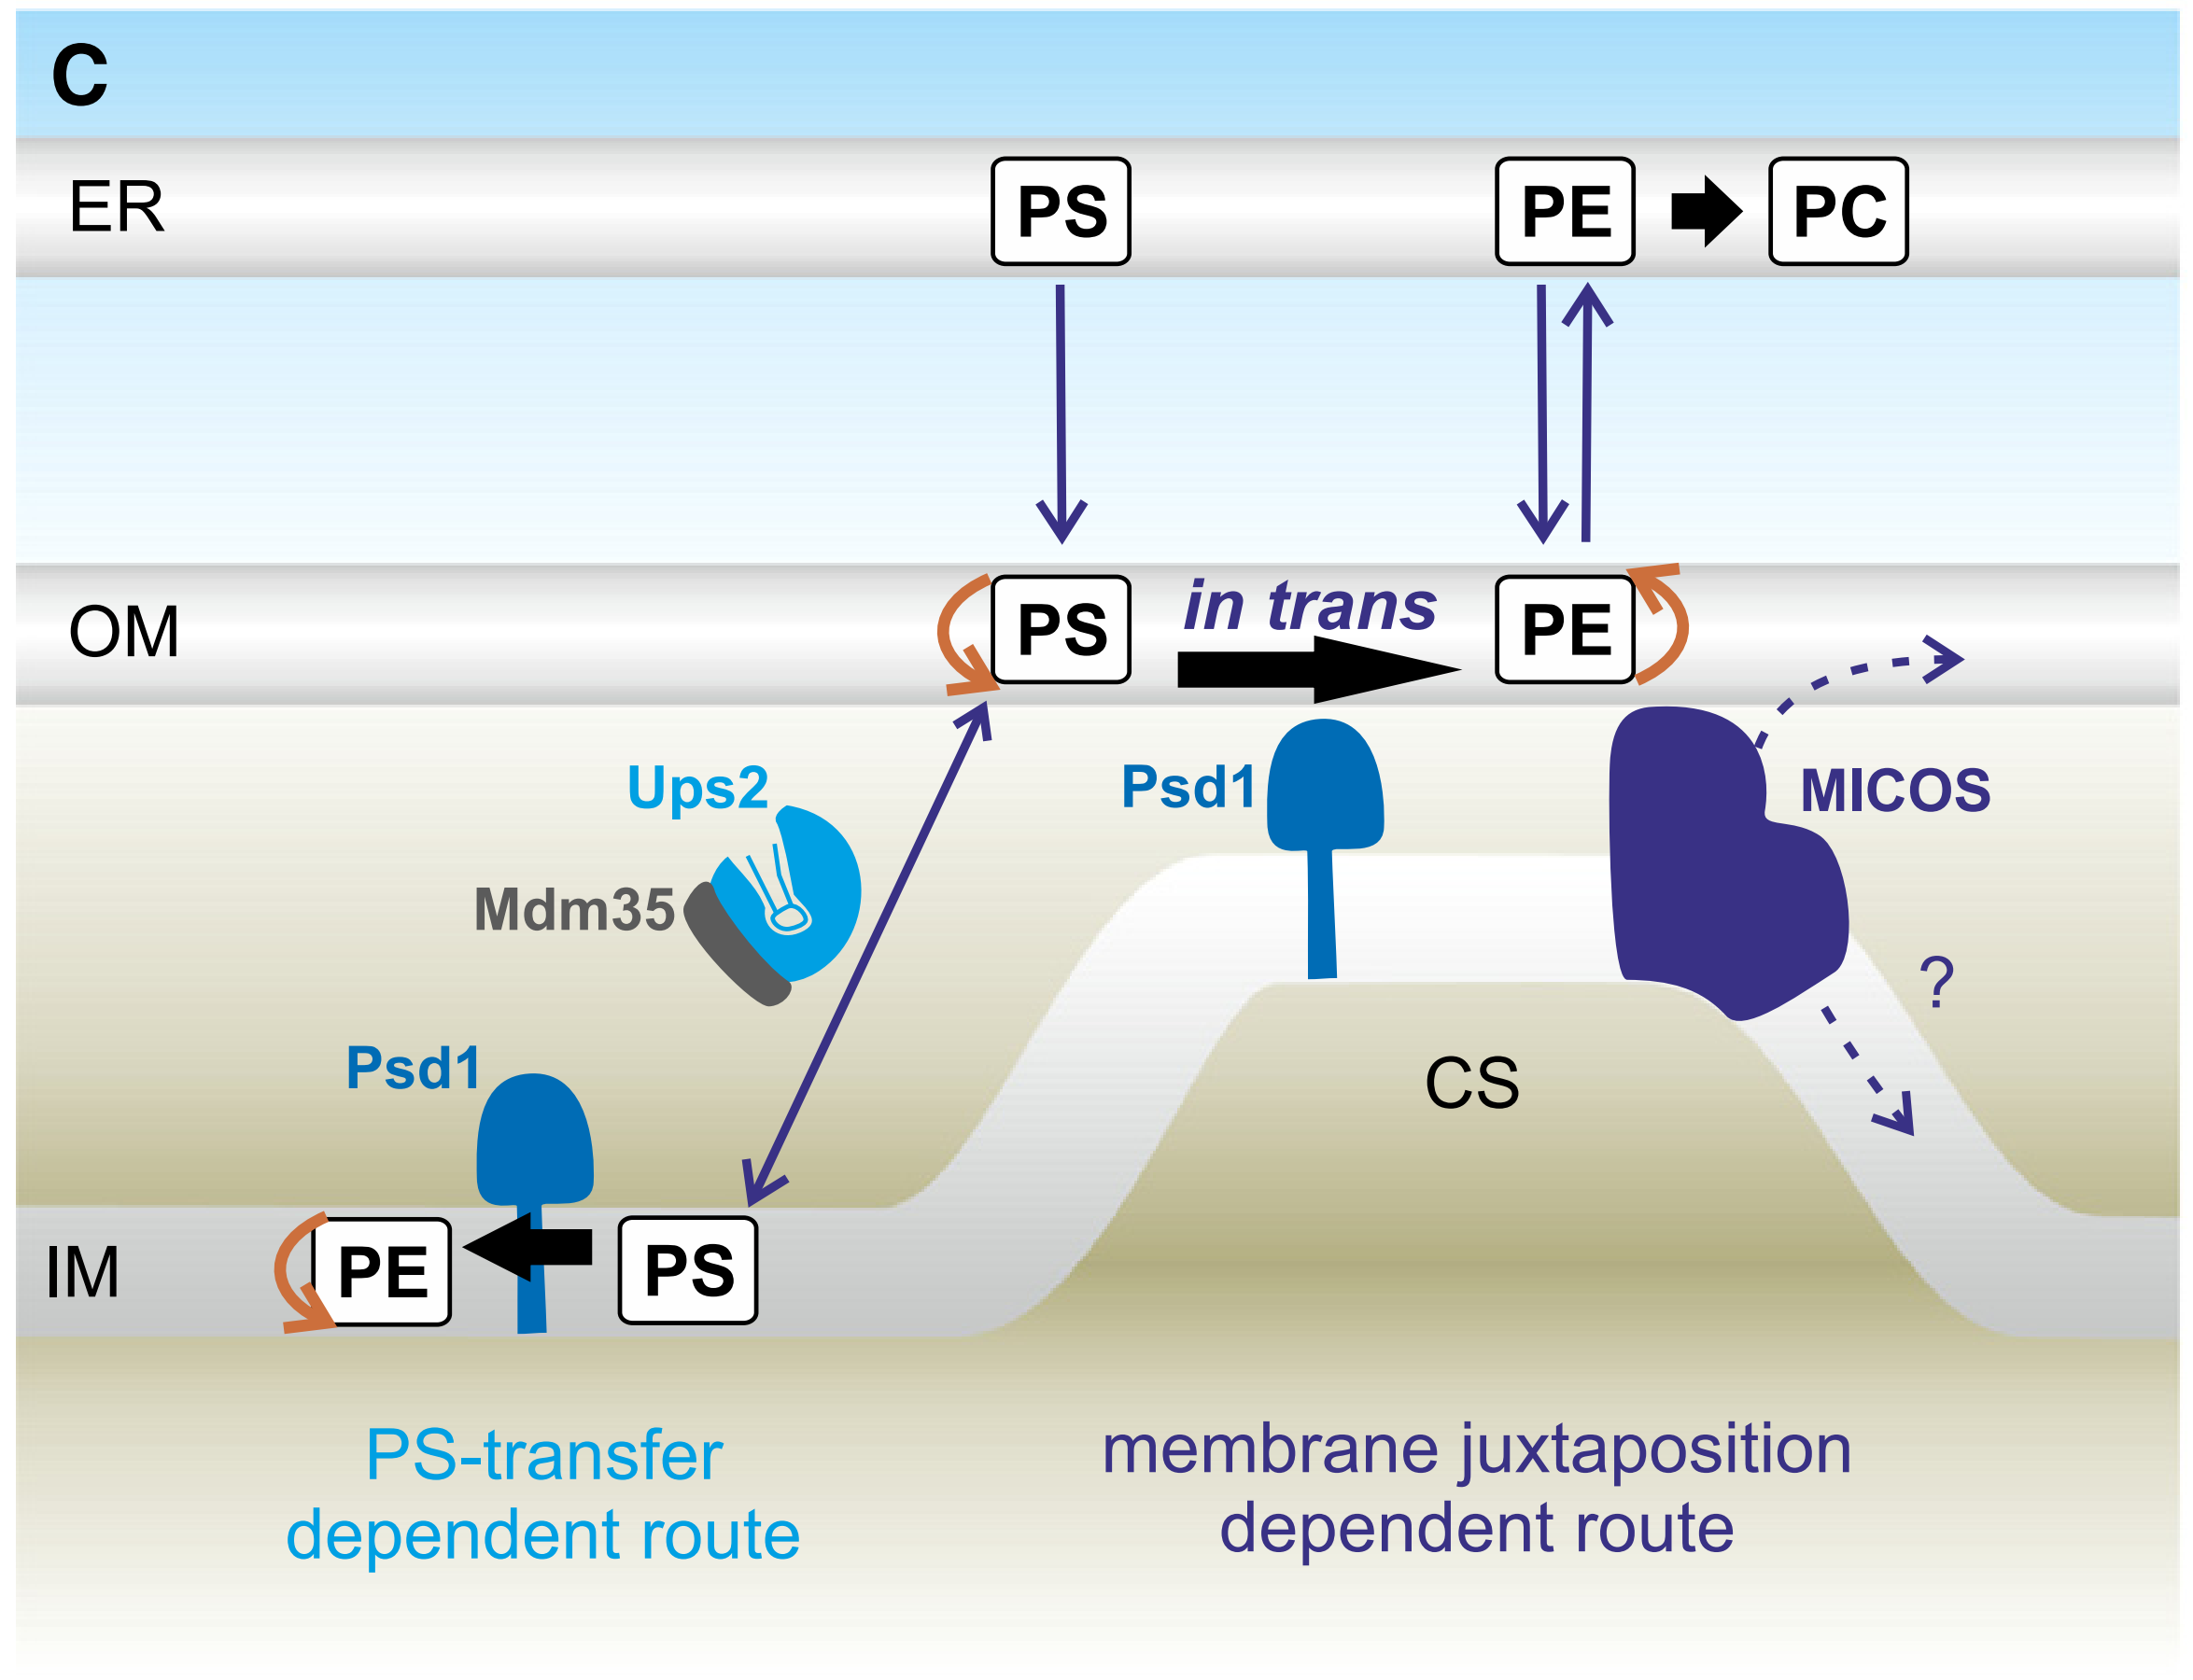 C
ER
PS
PE
PC
OM
PS
in trans
PE
Ups2
Psd1
MICOS
Mdm35
?
Psd1
CS
IM
PE
PS
PS-transfer
dependent route
membrane juxtaposition
dependent route